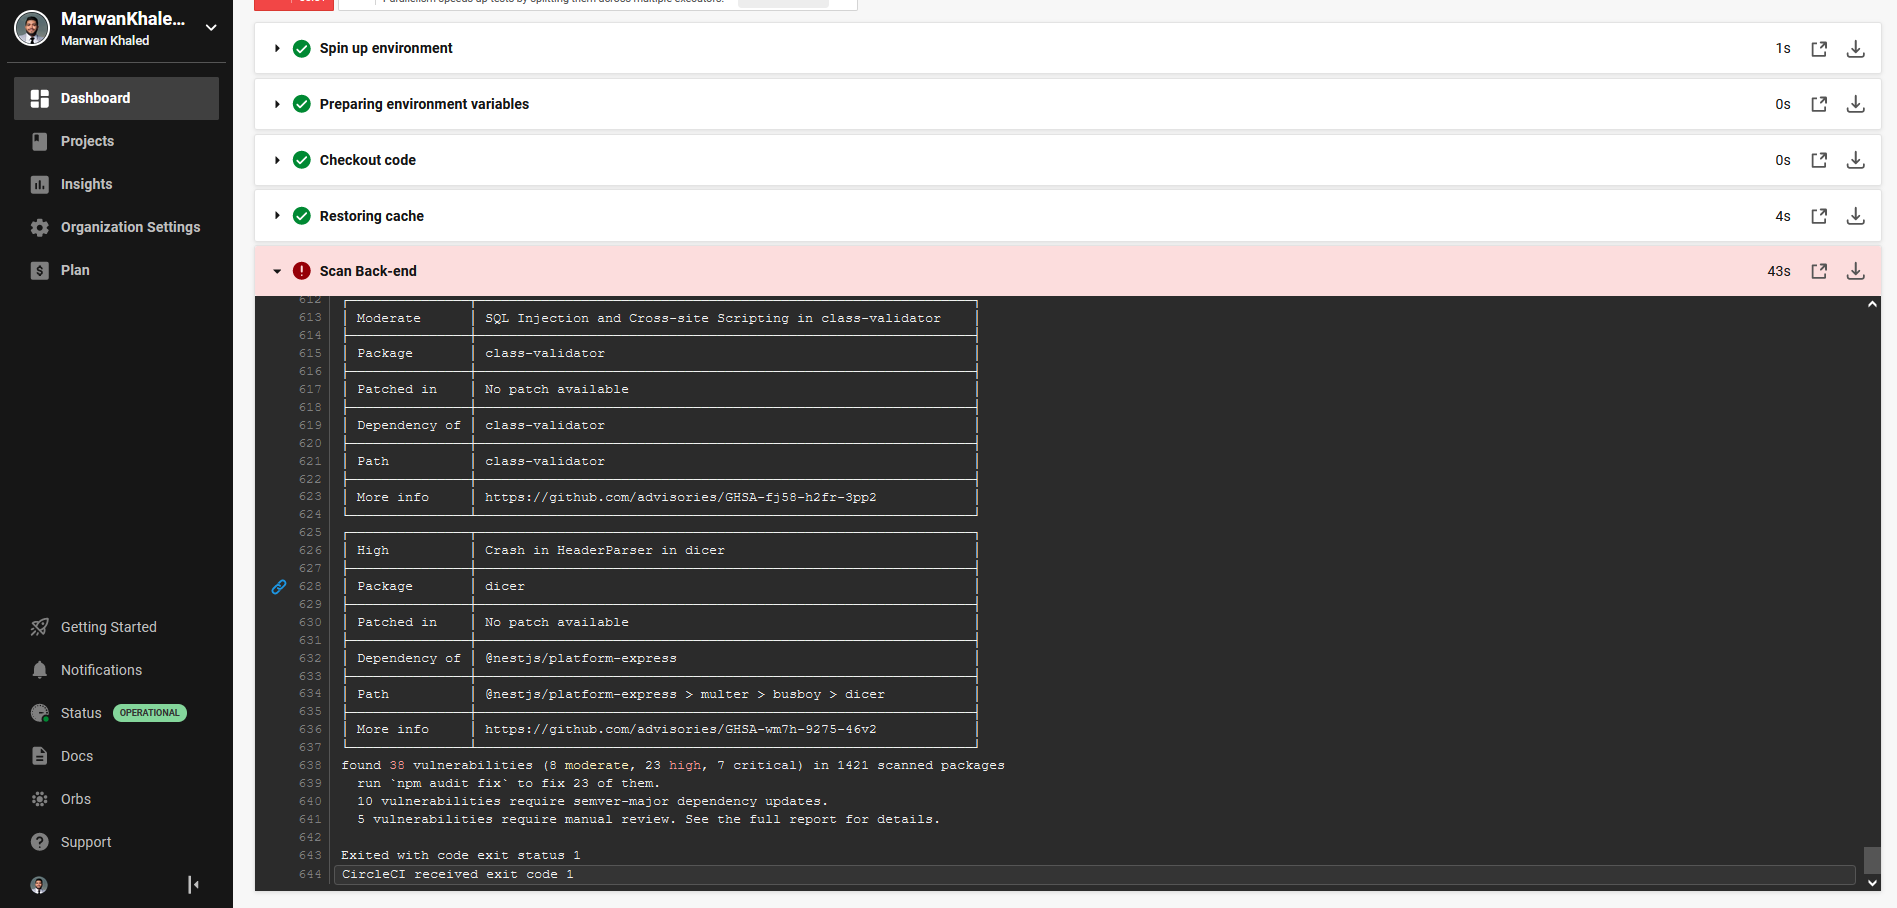 MarwanKhale...
Marwan Khaled
Dashboard
Projects
Insights
Organization Settings
Plan
Getting Started
Notifications
Status OPERATIONAL
Docs
Orbs
Support
Spin up environment 1s
Preparing environment variables 0s
Checkout code 0s
Restoring cache 4s
Scan Back-end 43s
612
613 Moderate SQL Injection and Cross-site Scripting in class-validator
614
615 Package class-validator
616
617 Patched in No patch available
618
619 Dependency of class-validator
620
621 Path class-validator
622
623 More info https://github.com/advisories/GHSA-fj58-h2fr-3pp2
624
625
626 High Crash in HeaderParser in dicer
627
628 Package dicer
629
630 Patched in No patch available
631
632 Dependency of @nestjs/platform-express
633
634 Path @nestjs/platform-express > multer > busboy > dicer
635
636 More info https://github.com/advisories/GHSA-wm7h-9275-46v2
637
638 found 38 vulnerabilities (8 moderate, 23 high, 7 critical) in 1421 scanned packages
639 run `npm audit fix` to fix 23 of them.
640 10 vulnerabilities require semver-major dependency updates.
641 5 vulnerabilities require manual review. See the full report for details.
642
643 Exited with code exit status 1
644 CircleCI received exit code 1